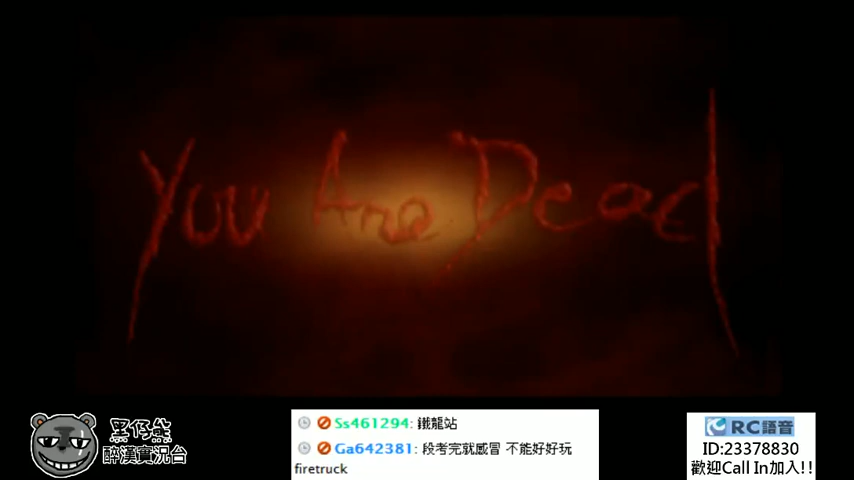 You Are Dead
黑仔熊
醉漢實況台
Ss461294: 鐵龍站
Ga642381: 段考完就感冒 不能好好玩
firetruck
RC語音
ID:23378830
歡迎Call In加入!!